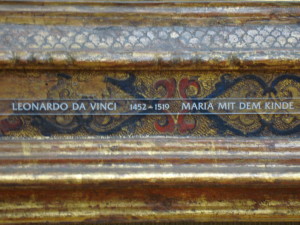 LEONARDO DA VINCI 1452-1519 MARIA MIT DEM KINDE